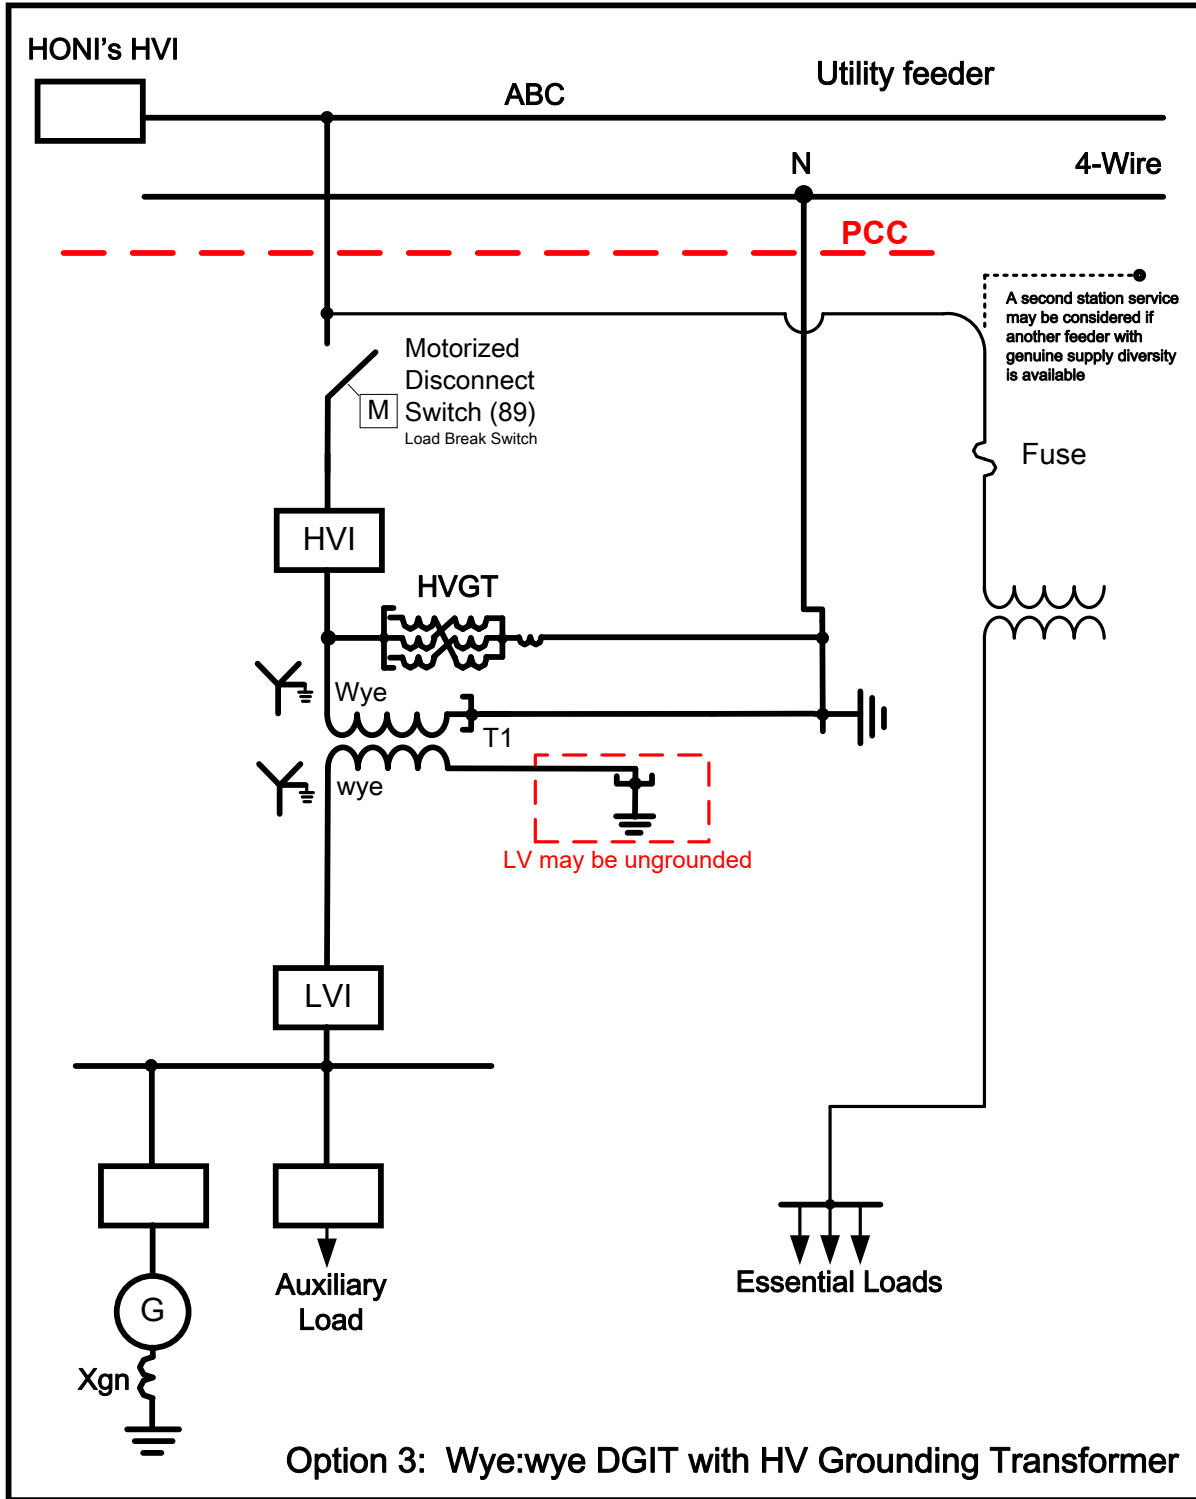 HONI's HVI
Utility feeder
ABC
N
4-Wire
PCC
A second station service
may be considered if
another feeder with
genuine supply diversity
is available
Motorized
Disconnect
M
Switch (89)
Load Break Switch
Fuse
HVI
HVGT
Wye
T1
wye
LV may be ungrounded
LVI
Auxiliary
Load
Essential Loads
G
Xgn
Option 3:  Wye:wye DGIT with HV Grounding Transformer